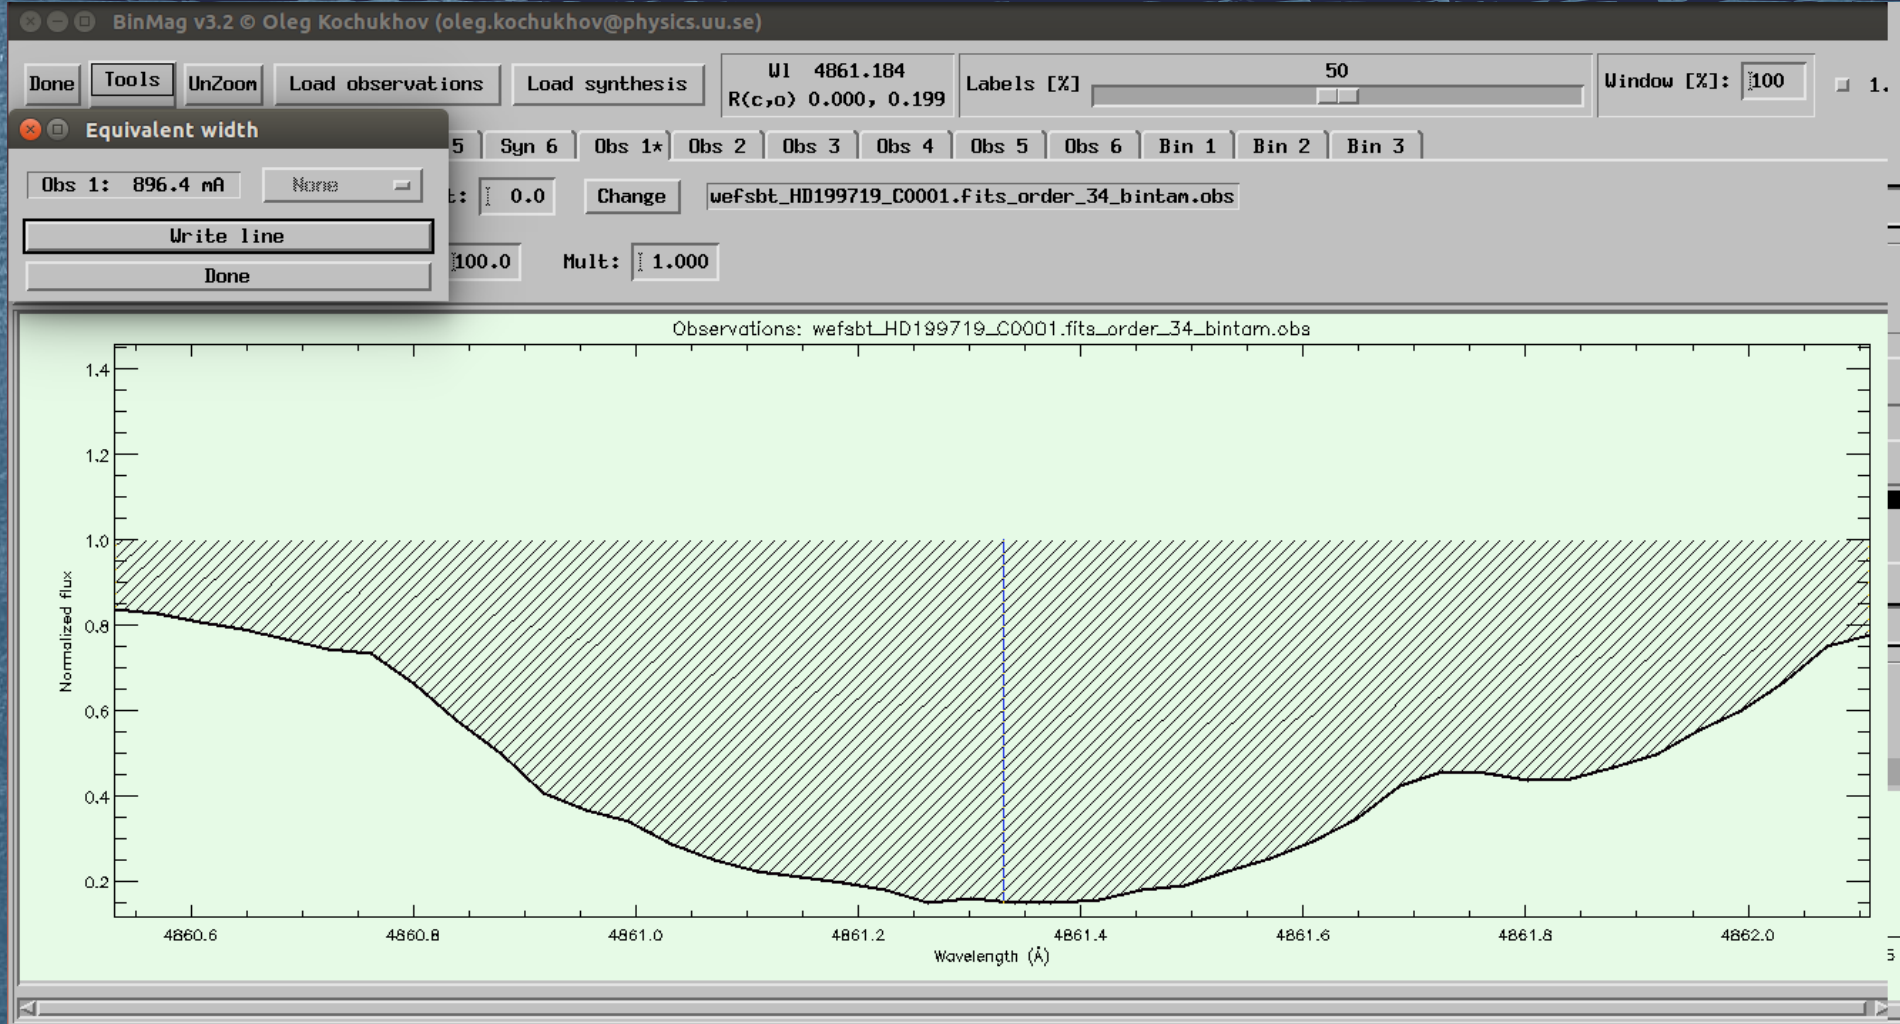 BinMag v3.2 © Oleg Kochukhov (oleg.kochukhov@physics.uu.se)
Done Tools UnZoom Load observations Load synthesis
Wl 4861.184
R(c,o) 0.000, 0.199
Labels [%] 50
Window [%]: 100
1.
Equivalent width
Obs 1: 896.4 mA None
Write line
Done
5 Syn 6 Obs 1* Obs 2 Obs 3 Obs 4 Obs 5 Obs 6 Bin 1 Bin 2 Bin 3
t: 0.0 Change wefsbt_HD199719_C0001.fits_order_34_bintam.obs
100.0 Mult: 1.000
Observations: wefsbt_HD199719_C0001.fits_order_34_bintam.obs
1.4
1.2
1.0
0.8
0.6
0.4
0.2
Normalized flux
4860.6 4860.8 4861.0 4861.2 4861.4 4861.6 4861.8 4862.0
Wavelength (Å)